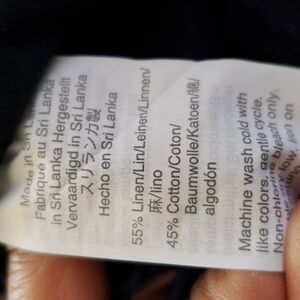 Made in Sri Lanka
Fabriqué au Sri Lanka
in Sri Lanka Hergestellt
Vervaardigd in Sri Lanka
スリランカ製
Hecho en Sri Lanka
55% Linen/Lin/Leinen/Linnen/
麻/lino
45% Cotton/Coton/
Baumwolle/Katoen/綿/
algodón
Machine wash cold with
like colors, gentle cycle.
Non-chlorine bleach only.